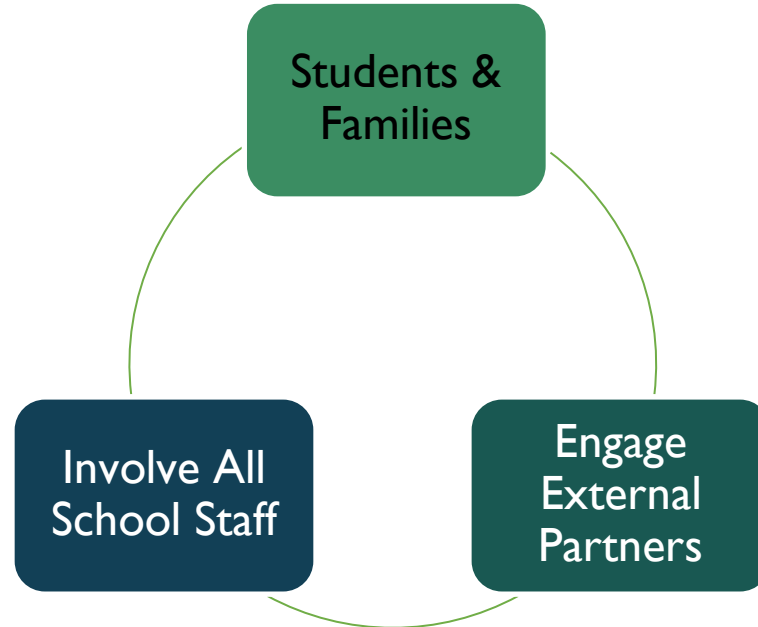 Students &
Families
Involve All
School Staff
Engage
External
Partners